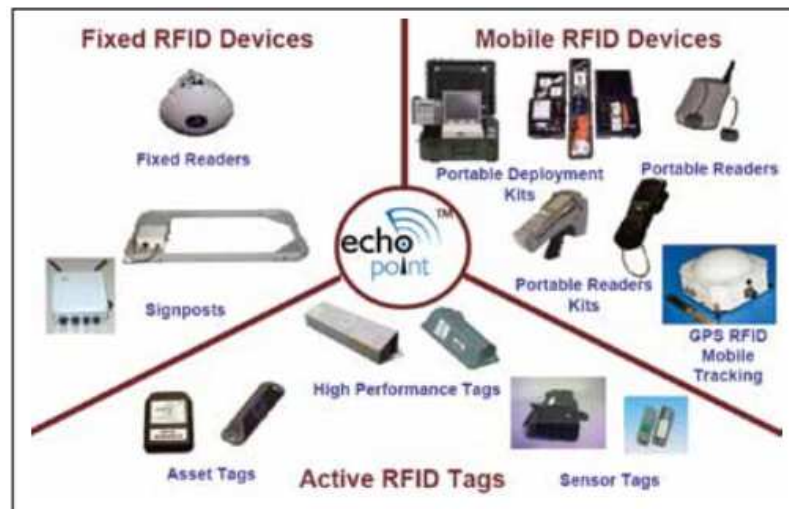 Fixed RFID Devices
Mobile RFID Devices
Fixed Readers
Portable Deployment
Kits
Portable Readers
echo
point
TM
Signposts
Portable Readers
Kits
GPS RFID
Mobile
Tracking
High Performance Tags
Asset Tags
Sensor Tags
Active RFID Tags